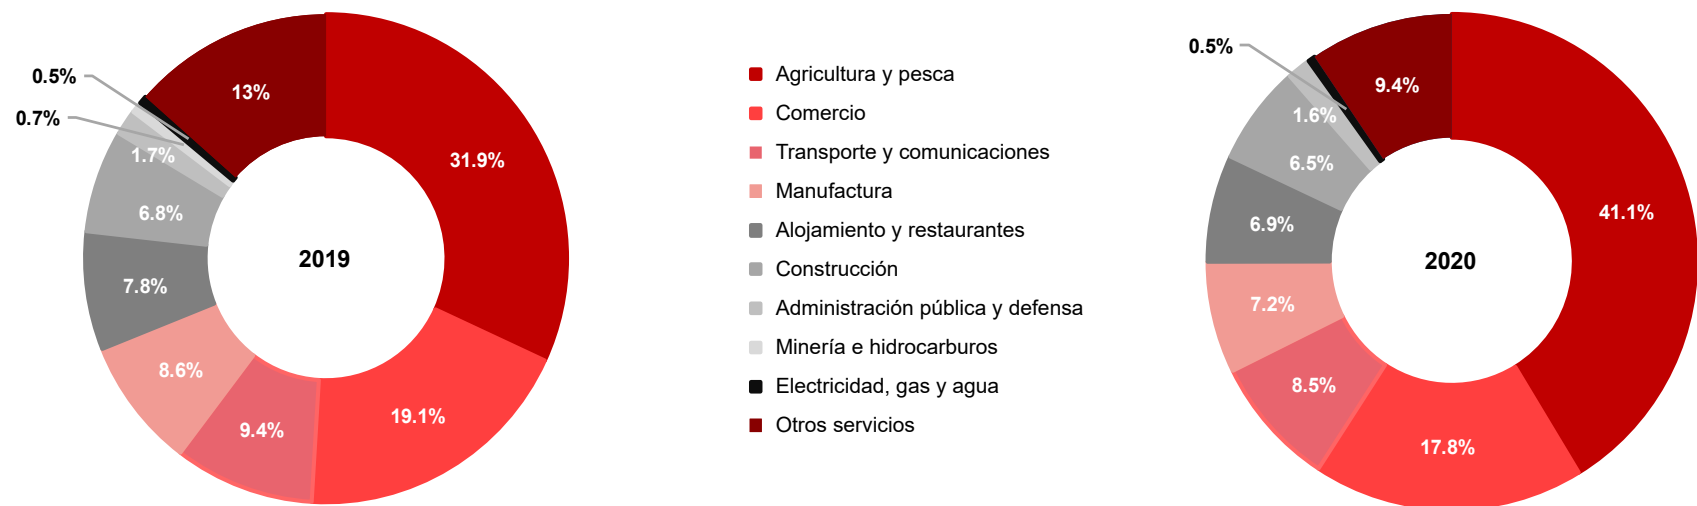 0.5%
0.7%
13%
31.9%
1.7%
6.8%
7.8%
8.6%
9.4%
19.1%
2019
Agricultura y pesca
Comercio
Transporte y comunicaciones
Manufactura
Alojamiento y restaurantes
Construcción
Administración pública y defensa
Minería e hidrocarburos
Electricidad, gas y agua
Otros servicios
0.5%
9.4%
1.6%
6.5%
41.1%
6.9%
7.2%
8.5%
17.8%
2020